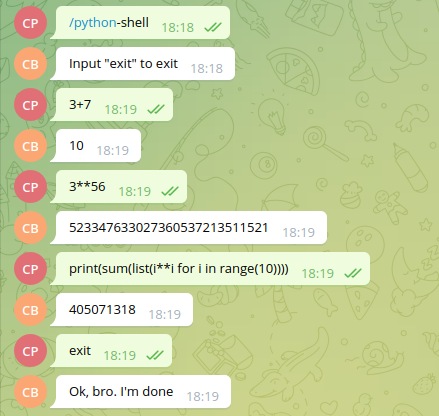 CP
/python-shell 18:18
CB
Input "exit" to exit 18:18
CP
3+7 18:19
CB
10 18:19
CP
3**56 18:19
CB
523347633027360537213511521 18:19
CP
print(sum(list(i**i for i in range(10)))) 18:19
CB
405071318 18:19
CP
exit 18:19
CB
Ok, bro. I'm done 18:19